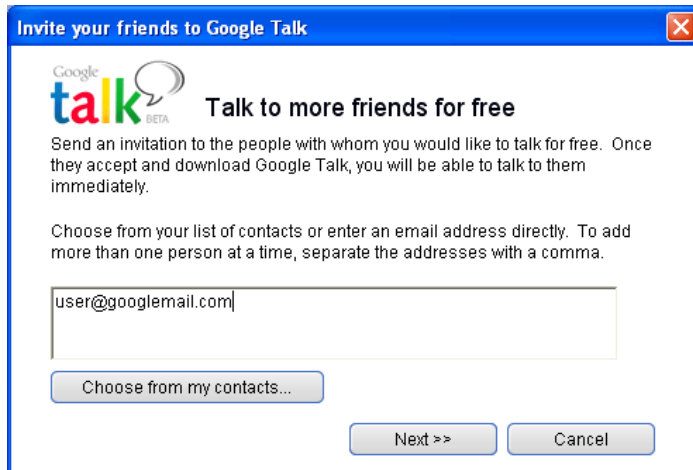 Invite your friends to Google Talk
Google
talk
BETA
Talk to more friends for free
Send an invitation to the people with whom you would like to talk for free. Once
they accept and download Google Talk, you will be able to talk to them
immediately.
Choose from your list of contacts or enter an email address directly. To add
more than one person at a time, separate the addresses with a comma.
user@googlemail.com
Choose from my contacts...
Next >>
Cancel